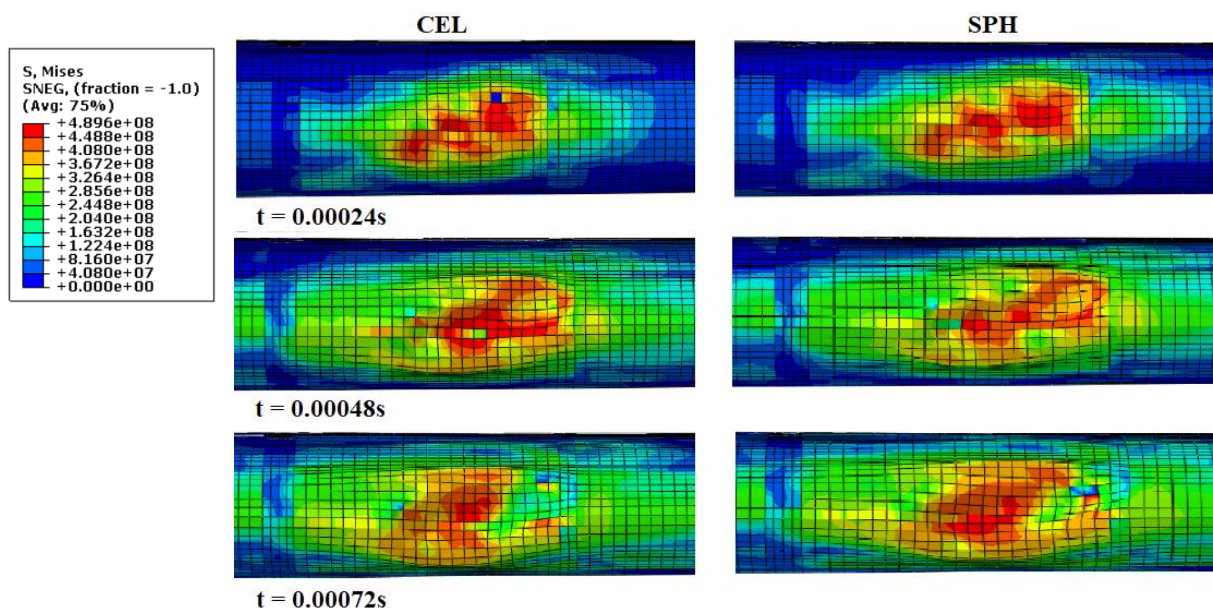 CEL
SPH
S, Mises
SNEG, (fraction = -1.0)
(Avg: 75%)
+4.896e+08
+4.488e+08
+4.080e+08
+3.672e+08
+3.264e+08
+2.856e+08
+2.448e+08
+2.040e+08
+1.632e+08
+1.224e+08
+8.160e+07
+4.080e+07
+0.000e+00
t = 0.00024s
t = 0.00048s
t = 0.00072s